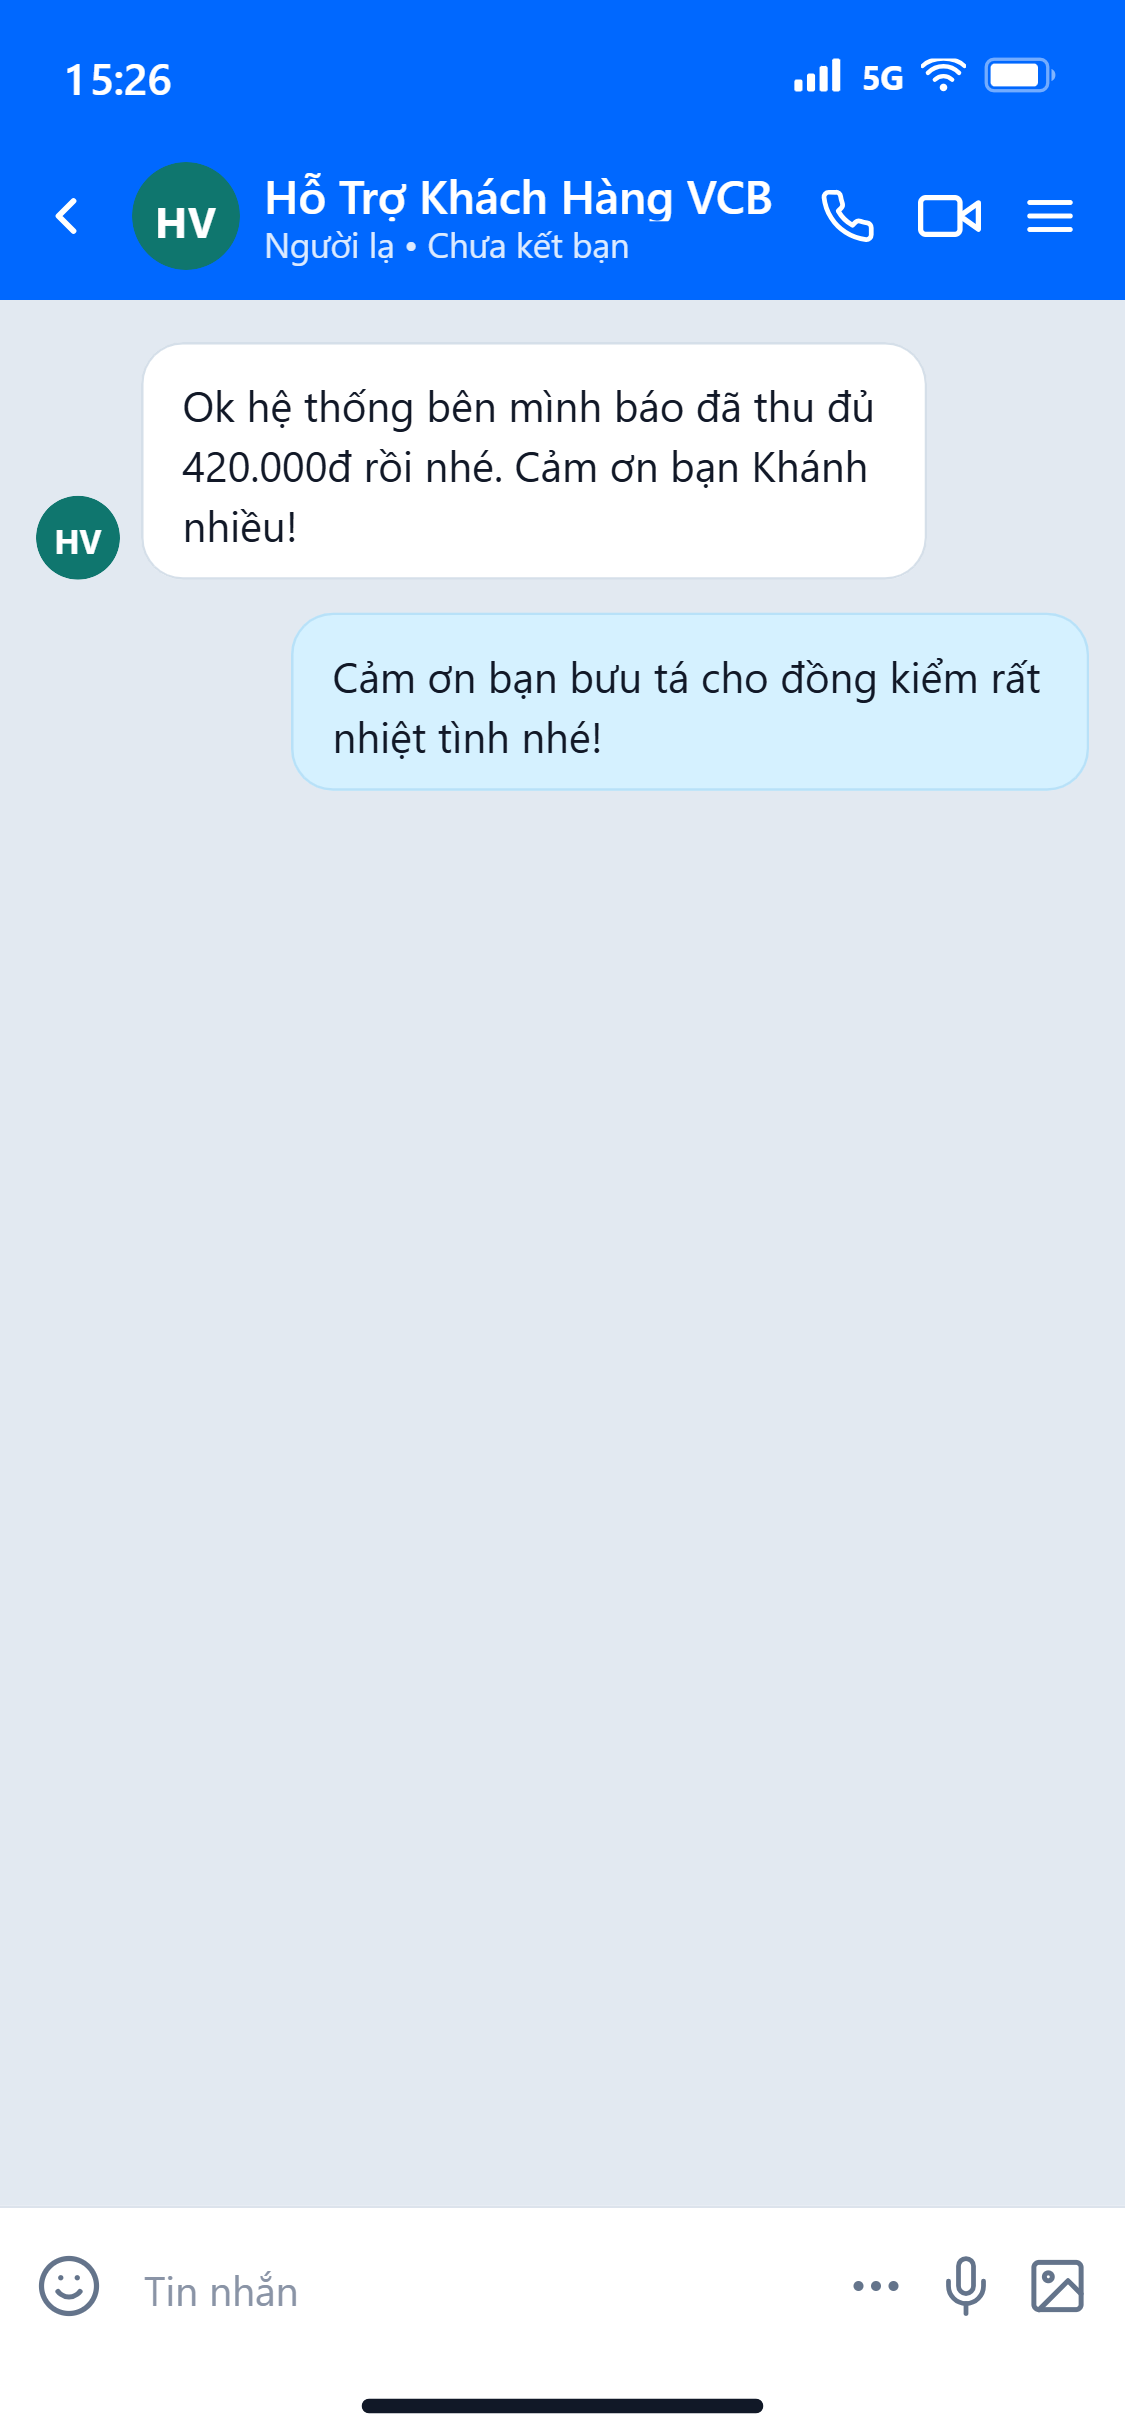 15:26
5G
HV
Hỗ Trợ Khách Hàng VCB
Người lạ • Chưa kết bạn
Ok hệ thống bên mình báo đã thu đủ
420.000đ rồi nhé. Cảm ơn bạn Khánh
nhiều!
HV
Cảm ơn bạn bưu tá cho đồng kiểm rất
nhiệt tình nhé!
Tin nhắn